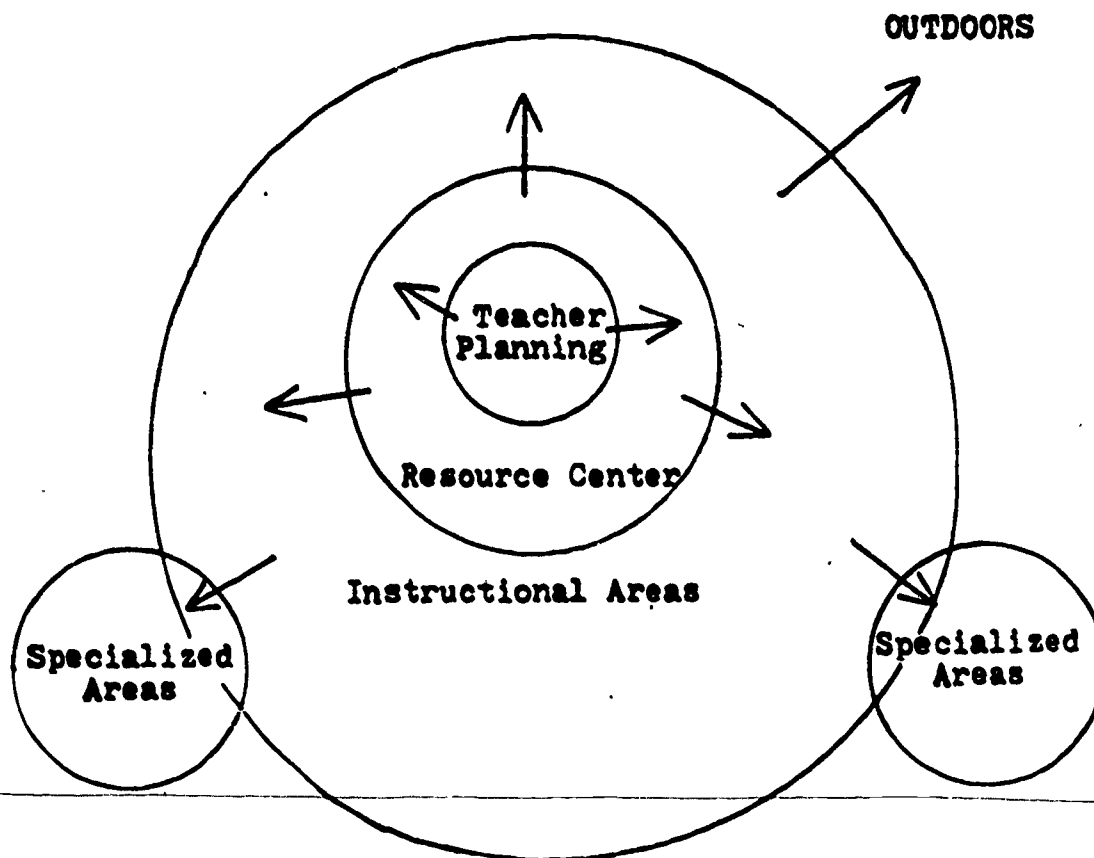 OUTDOORS
Teacher
Planning
Resource Center
Instructional Areas
Specialized
Areas
Specialized
Areas